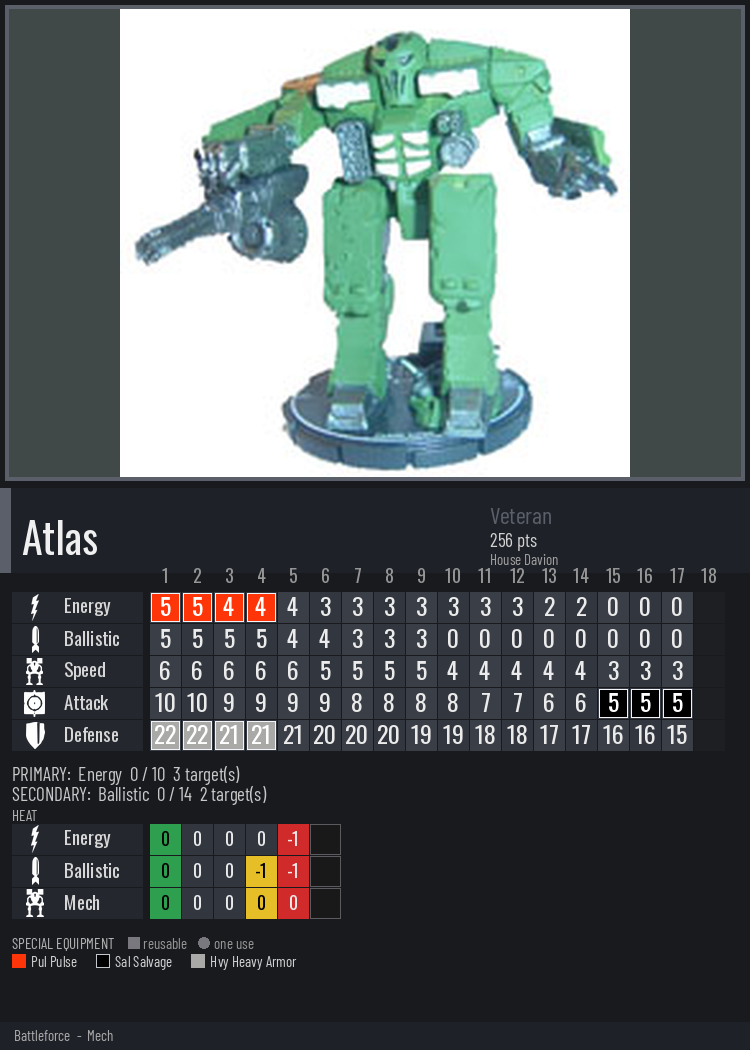 Atlas
Veteran
256 pts
House Davion
1 2 3 4 5 6 7 8 9 10 11 12 13 14 15 16 17 18
Energy 5 5 4 4 4 3 3 3 3 3 3 3 2 2 0 0 0
Ballistic 5 5 5 5 4 4 3 3 3 0 0 0 0 0 0 0 0
Speed 6 6 6 6 6 5 5 5 5 4 4 4 4 4 3 3 3
Attack 10 10 9 9 9 9 8 8 8 8 7 7 6 6 5 5 5
Defense 22 22 21 21 21 20 20 20 19 19 18 18 17 17 16 16 15
PRIMARY: Energy 0 / 10 3 target(s)
SECONDARY: Ballistic 0 / 14 2 target(s)
HEAT
Energy 0 0 0 0 -1
Ballistic 0 0 0 -1 -1
Mech 0 0 0 0 0
SPECIAL EQUIPMENT reusable one use
Pul Pulse Sal Salvage Hvy Heavy Armor
Battleforce - Mech